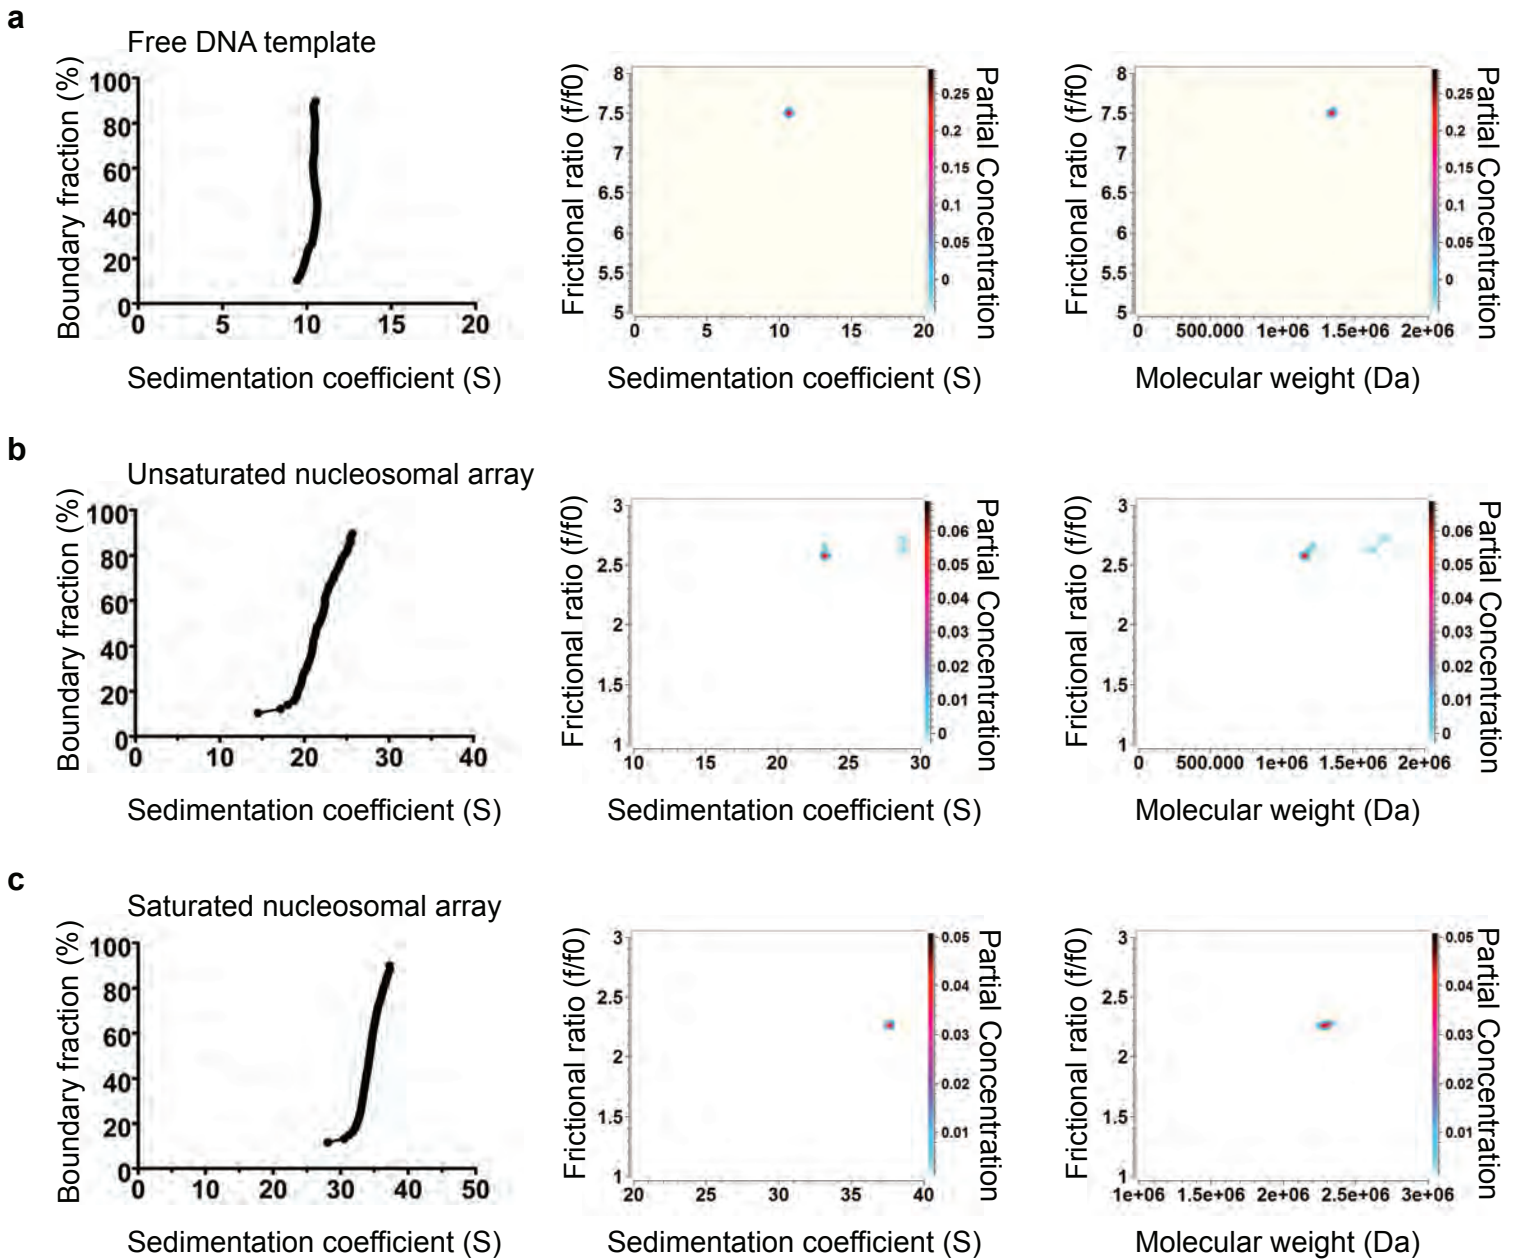 a
Free DNA template
Boundary fraction (%)
100
80
60
40
20
0
0 5 10 15 20
Sedimentation coefficient (S)
Frictional ratio (f/f0)
8
7.5
7
6.5
6
5.5
5
0 5 10 15 20
Sedimentation coefficient (S)
0.25
0.2
0.15
0.1
0.05
0
Partial Concentration
Frictional ratio (f/f0)
8
7.5
7
6.5
6
5.5
5
0 500.000 1e+06 1.5e+06 2e+06
Molecular weight (Da)
0.25
0.2
0.15
0.1
0.05
0
Partial Concentration
b
Unsaturated nucleosomal array
Boundary fraction (%)
100
80
60
40
20
0
0 10 20 30 40
Sedimentation coefficient (S)
Frictional ratio (f/f0)
3
2.5
2
1.5
1
10 15 20 25 30
Sedimentation coefficient (S)
0.06
0.05
0.04
0.03
0.02
0.01
0
Partial Concentration
Frictional ratio (f/f0)
3
2.5
2
1.5
1
0 500.000 1e+06 1.5e+06 2e+06
Molecular weight (Da)
0.06
0.05
0.04
0.03
0.02
0.01
0
Partial Concentration
c
Saturated nucleosomal array
Boundary fraction (%)
100
80
60
40
20
0
0 10 20 30 40 50
Sedimentation coefficient (S)
Frictional ratio (f/f0)
3
2.5
2
1.5
1
20 25 30 35 40
Sedimentation coefficient (S)
0.05
0.04
0.03
0.02
0.01
Partial Concentration
Frictional ratio (f/f0)
3
2.5
2
1.5
1
1e+06 1.5e+06 2e+06 2.5e+06 3e+06
Molecular weight (Da)
0.05
0.04
0.03
0.02
0.01
Partial Concentration